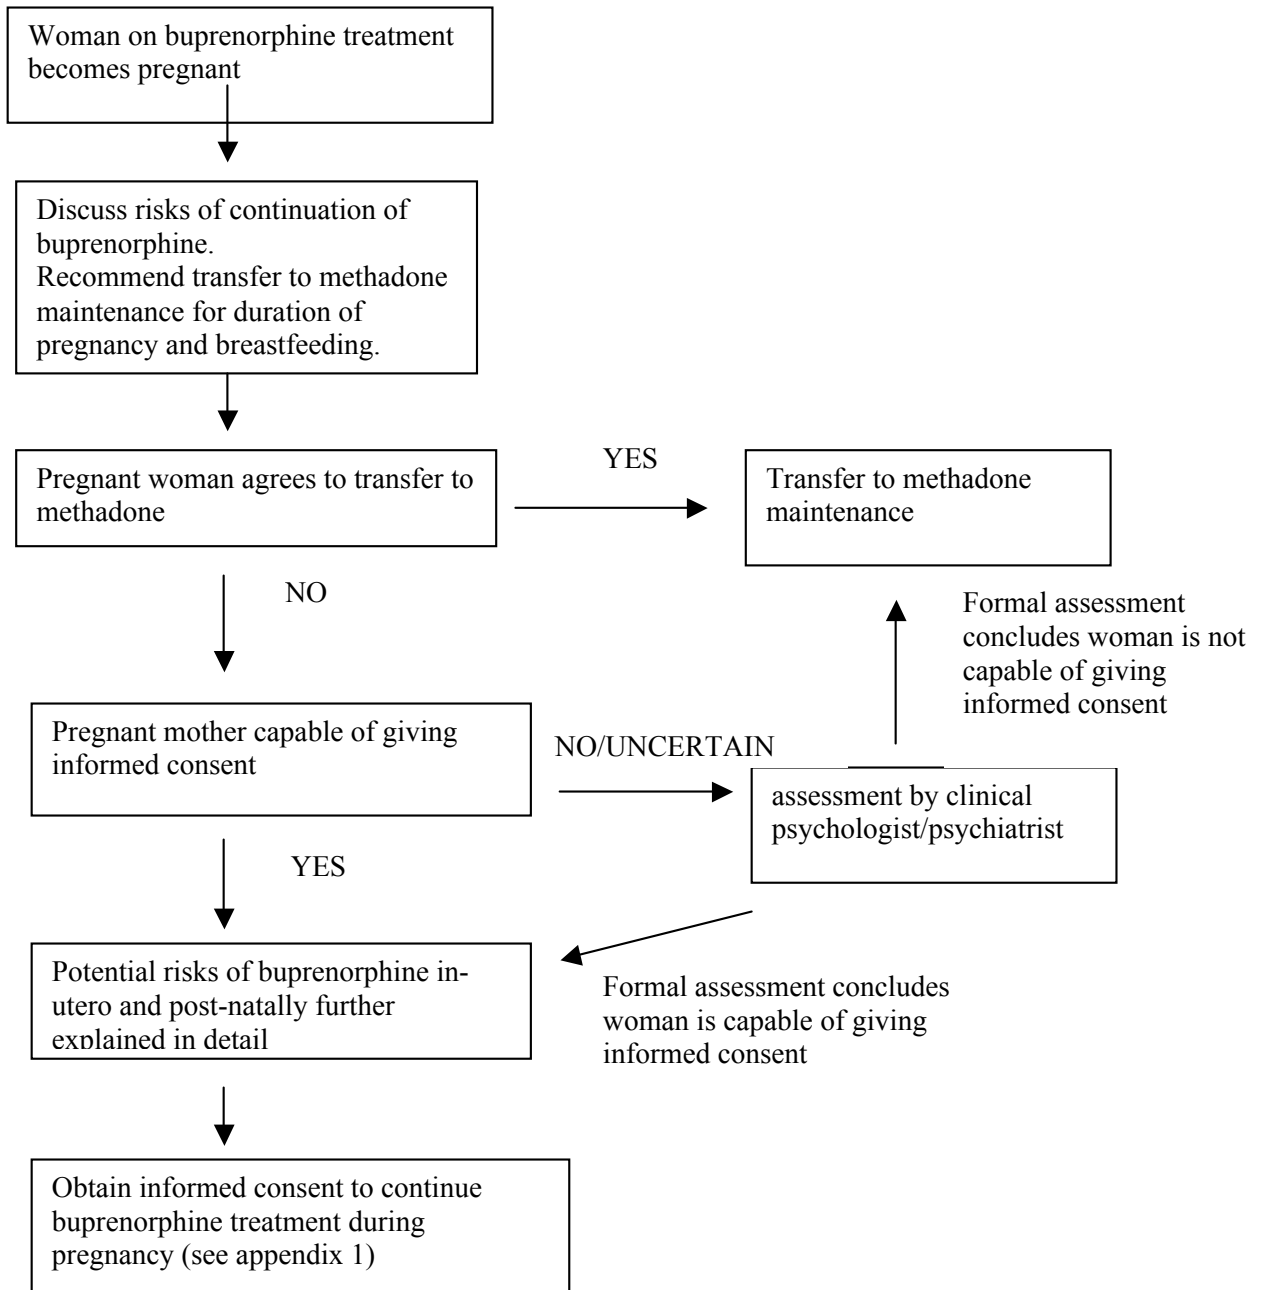 Woman on buprenorphine treatment
becomes pregnant
Discuss risks of continuation of
buprenorphine.
Recommend transfer to methadone
maintenance for duration of
pregnancy and breastfeeding.
Pregnant woman agrees to transfer to
methadone
YES
Transfer to methadone
maintenance
NO
Formal assessment
concludes woman is not
capable of giving
informed consent
Pregnant mother capable of giving
informed consent
NO/UNCERTAIN
assessment by clinical
psychologist/psychiatrist
YES
Potential risks of buprenorphine in-
utero and post-natally further
explained in detail
Formal assessment concludes
woman is capable of giving
informed consent
Obtain informed consent to continue
buprenorphine treatment during
pregnancy (see appendix 1)